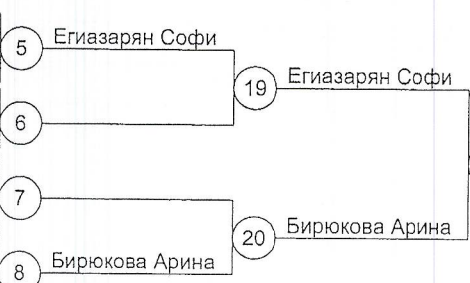 5 Егиазарян Софи
19 Егиазарян Софи
6
7
20 Бирюкова Арина
8 Бирюкова Арина